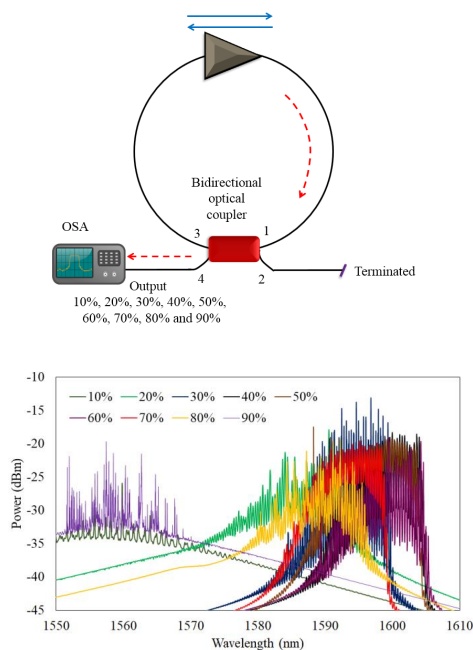 Bidirectional
optical
coupler
3
1
OSA
4
2
Terminated
Output
10%, 20%, 30%, 40%, 50%,
60%, 70%, 80% and 90%
-10
-15
-20
-25
-30
-35
-40
-45
Power (dBm)
10% 20% 30% 40% 50%
60% 70% 80% 90%
1550 1560 1570 1580 1590 1600 1610
Wavelength (nm)